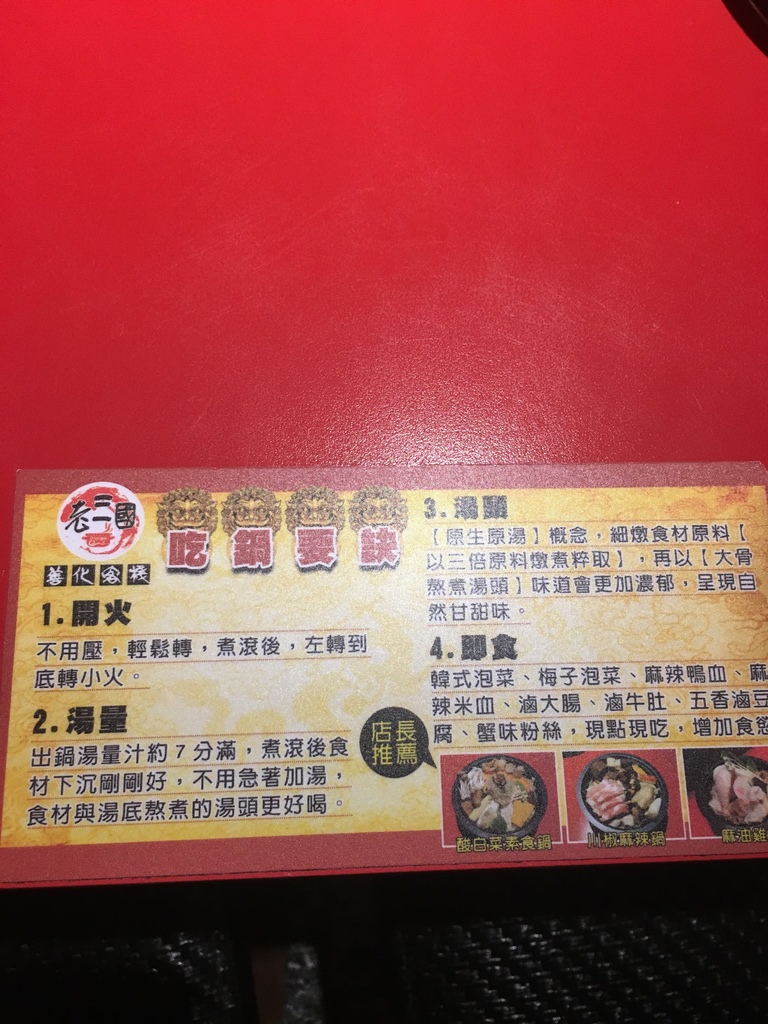 老三國
善化客棧
吃鍋要訣
1.開火
不用壓，輕鬆轉，煮滾後，左轉到
底轉小火。
2.湯量
出鍋湯量汁約7分滿，煮滾後食
材下沉剛剛好，不用急著加湯，
食材與湯底熬煮的湯頭更好喝。
3.湯頭
【原生原湯】概念，細燉食材原料【
以三倍原料燉煮粹取】，再以【大骨
熬煮湯頭】味道會更加濃郁，呈現自
然甘甜味。
4.即食
韓式泡菜、梅子泡菜、麻辣鴨血、麻
辣米血、滷大腸、滷牛肚、五香滷豆
腐、蟹味粉絲，現點現吃，增加食慾
店長
推薦
酸白菜素食鍋
川椒麻辣鍋
麻油雞